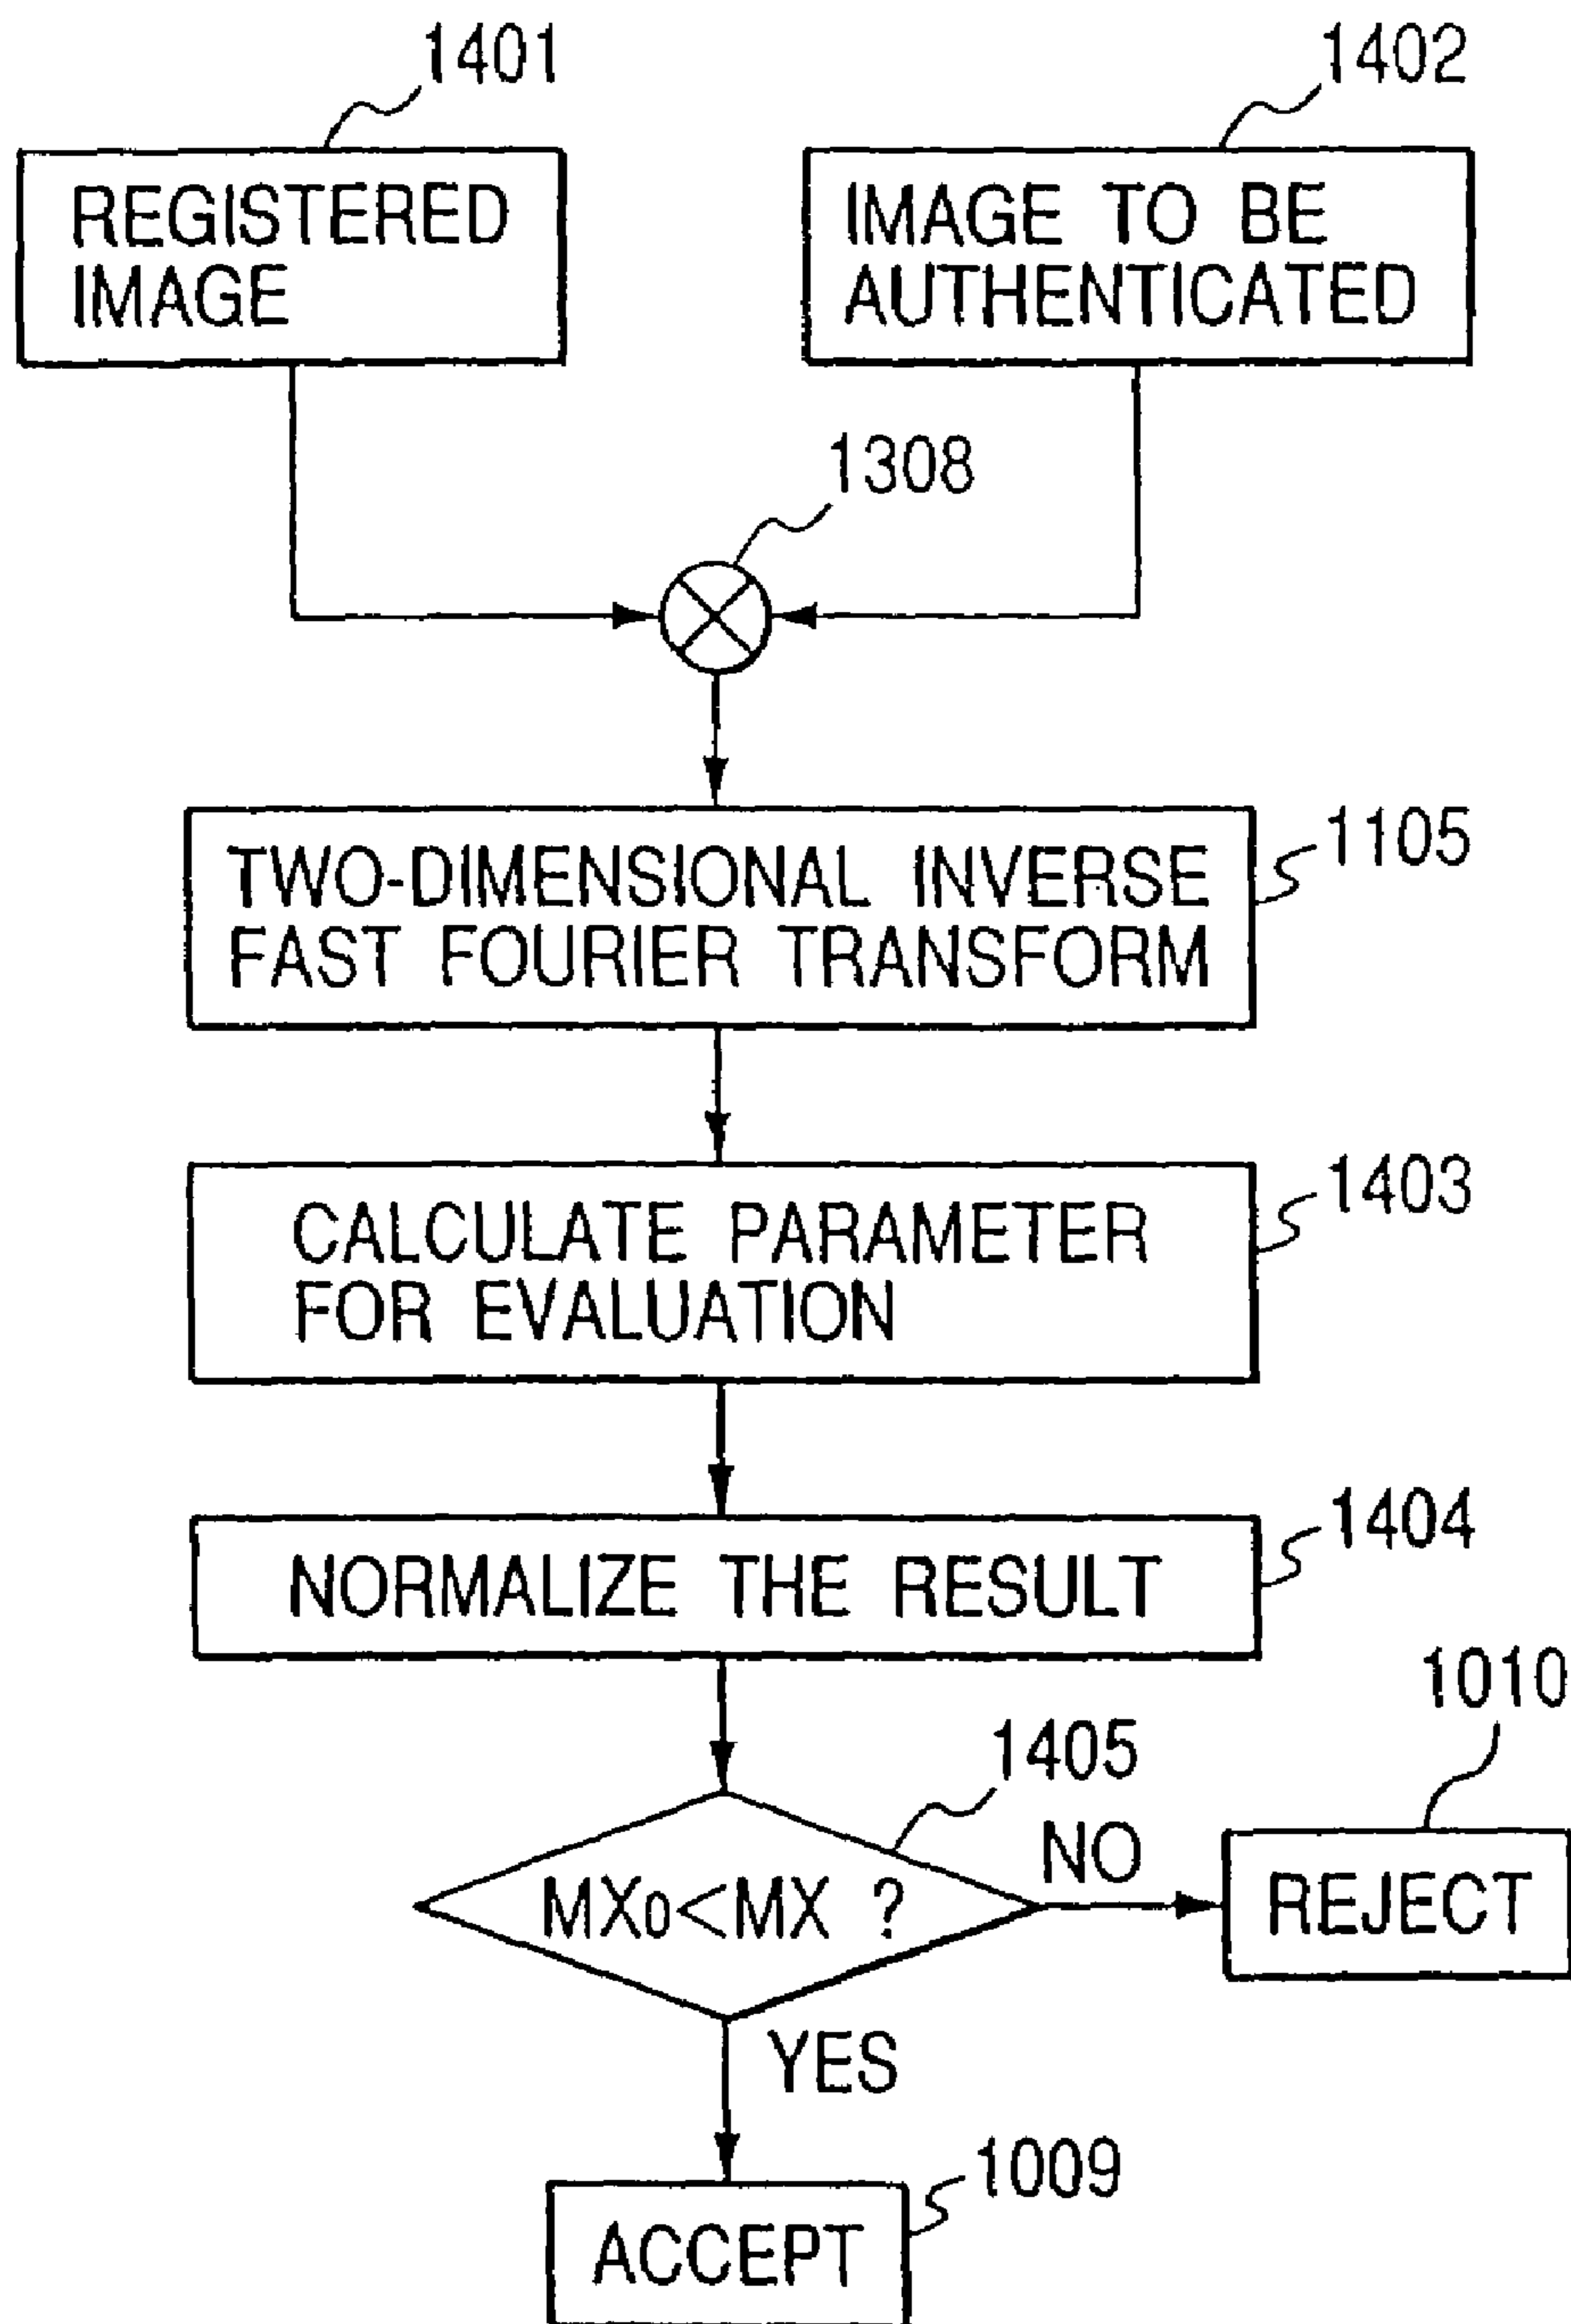 1401
1402
REGISTERED
IMAGE
IMAGE TO BE
AUTHENTICATED
1308
1105
TWO-DIMENSIONAL INVERSE
FAST FOURIER TRANSFORM
1403
CALCULATE PARAMETER
FOR EVALUATION
1404
NORMALIZE THE RESULT
1010
1405
NO
MX0<MX ?
REJECT
YES
1009
ACCEPT